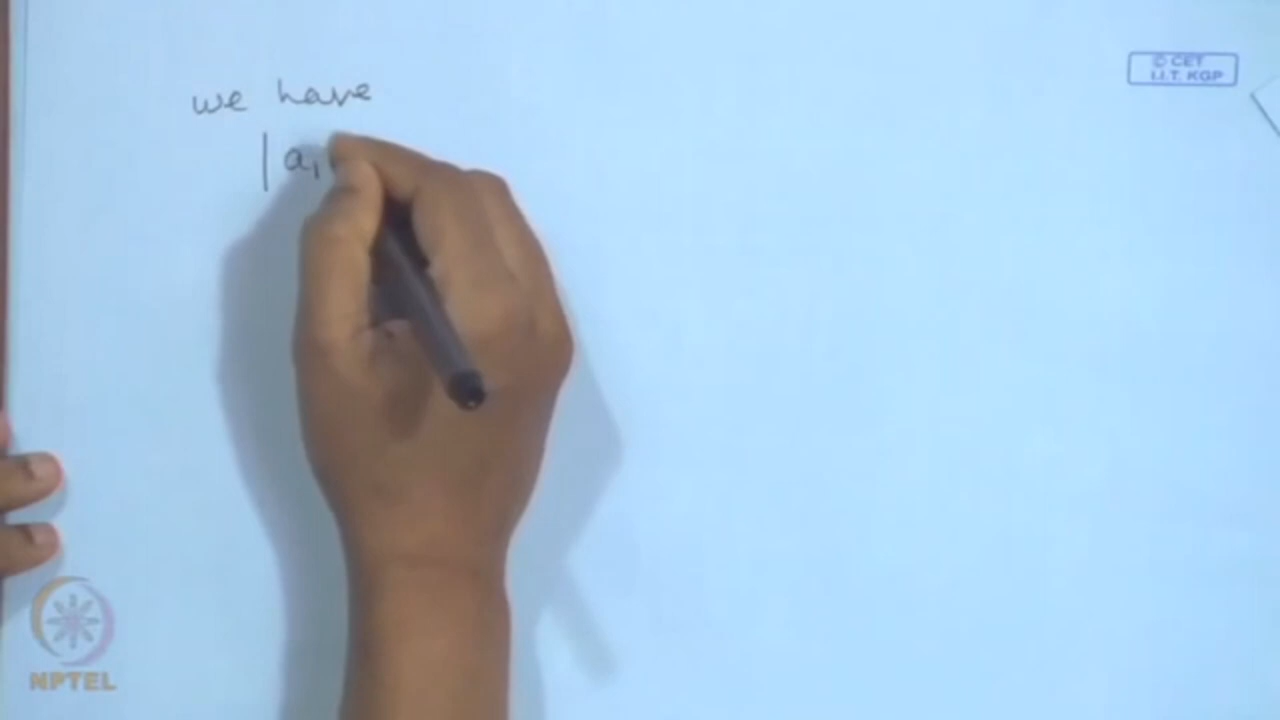 © CET
I.I.T. KGP
we have
| a₁
NPTEL